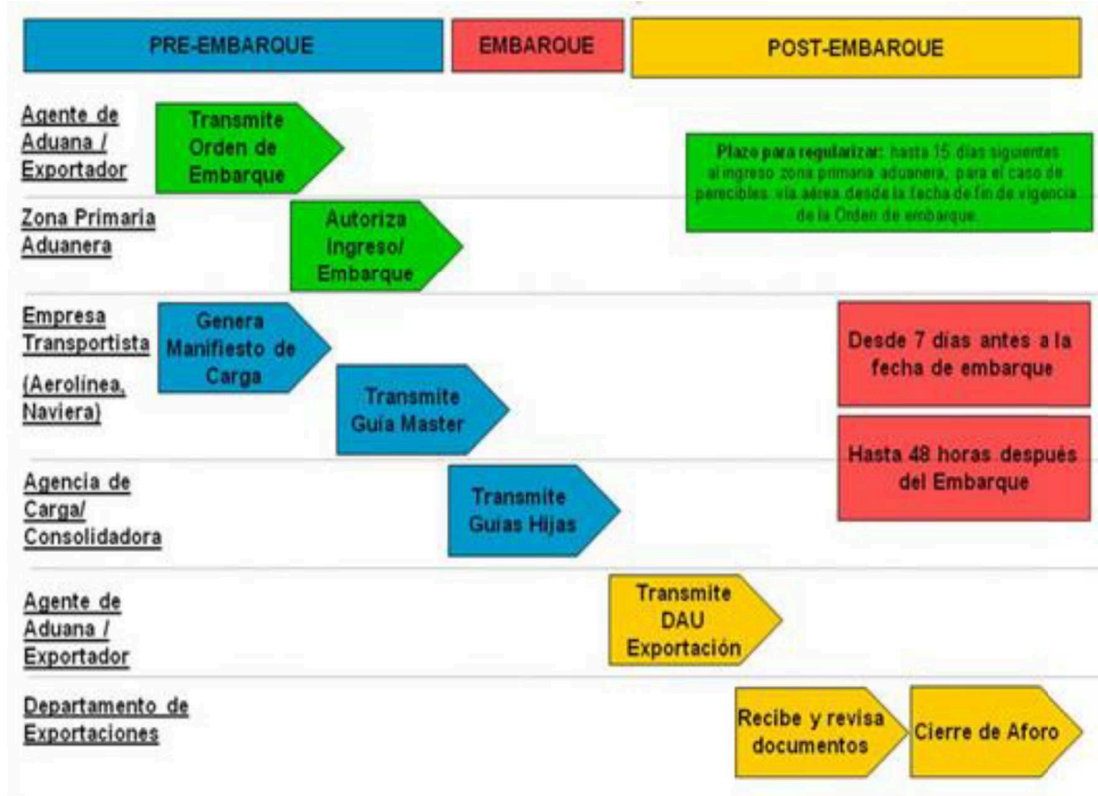 PRE-EMBARQUE
EMBARQUE
POST-EMBARQUE
Agente de
Aduana /
Exportador
Transmite
Orden de
Embarque
Plazo para regularizar: hasta 15 días siguientes
al ingreso zona primaria aduanera, para el caso de
perecibles vía aérea desde la fecha de fin de vigencia
de la Orden de embarque.
Zona Primaria
Aduanera
Autoriza
Ingreso/
Embarque
Empresa
Transportista
(Aerolínea,
Naviera)
Genera
Manifiesto de
Carga
Transmite
Guía Master
Desde 7 días antes a la
fecha de embarque
Hasta 48 horas después
del Embarque
Agencia de
Carga/
Consolidadora
Transmite
Guías Hijas
Agente de
Aduana /
Exportador
Transmite
DAU
Exportación
Departamento de
Exportaciones
Recibe y revisa
documentos
Cierre de Aforo